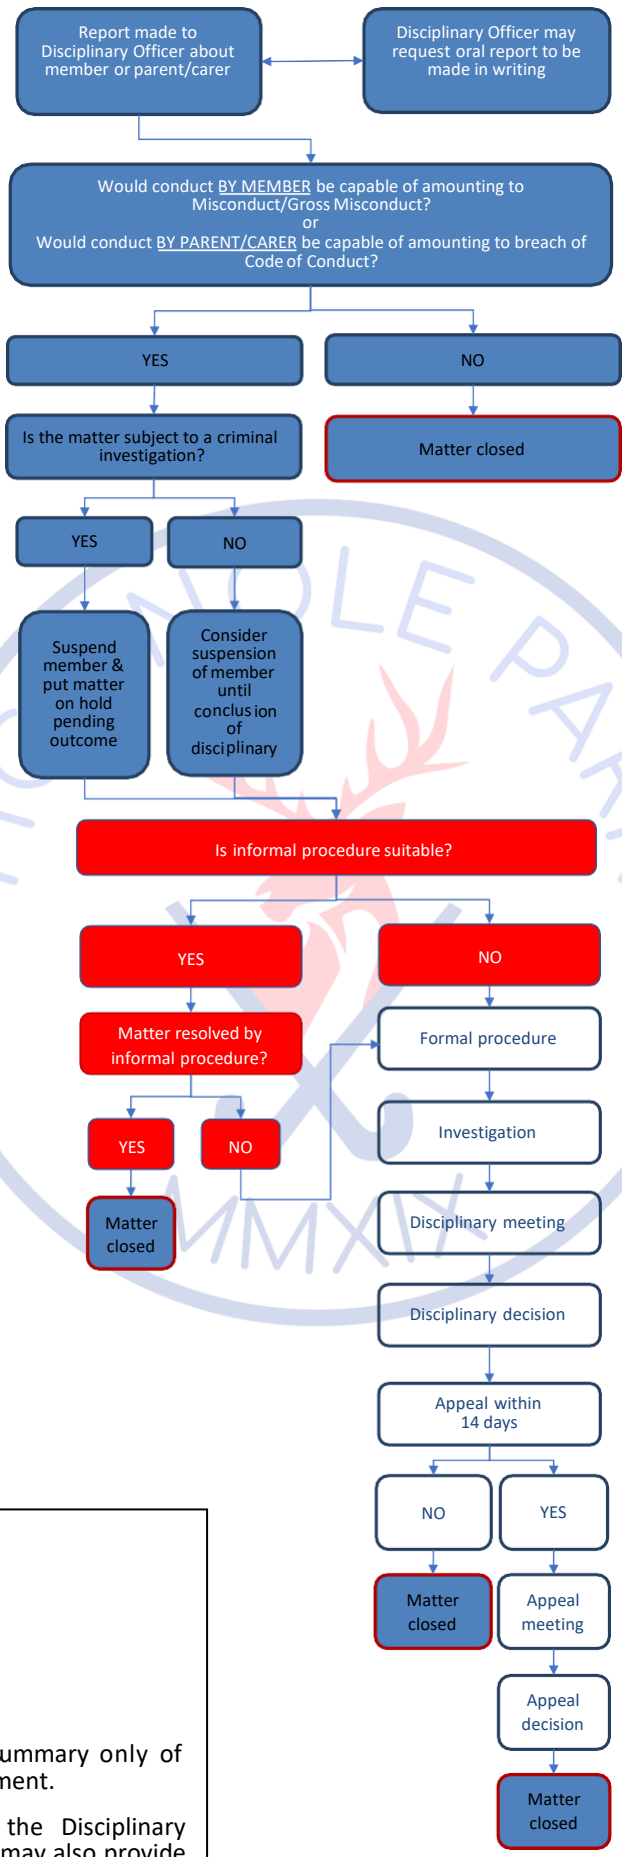 Report made to
Disciplinary Officer about
member or parent/carer
Disciplinary Officer may
request oral report to be
made in writing
Would conduct BY MEMBER be capable of amounting to
Misconduct/Gross Misconduct?
or
Would conduct BY PARENT/CARER be capable of amounting to breach of
Code of Conduct?
YES
NO
Is the matter subject to a criminal
investigation?
Matter closed
YES
NO
Suspend
member &
put matter
on hold
pending
outcome
Consider
suspension
of member
until
conclusion
of
disciplinary
Is informal procedure suitable?
YES
NO
Matter resolved by
informal procedure?
Formal procedure
YES
NO
Investigation
Matter
closed
Disciplinary meeting
MMXIX
Disciplinary decision
Appeal within
14 days
NO
YES
Matter
closed
Appeal
meeting
Appeal
decision
Matter
closed
ummary only of
ment.
the Disciplinary
may also provide